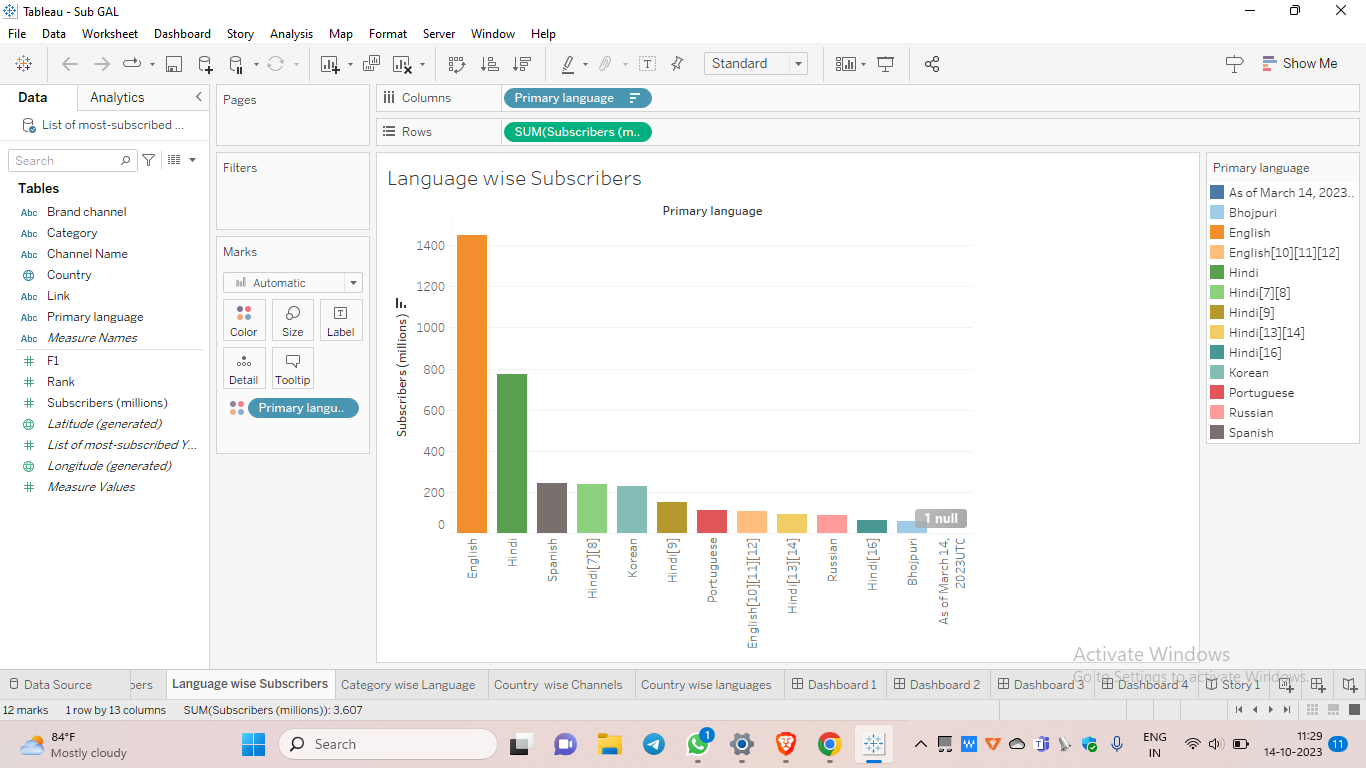 Tableau - Sub GAL
File Data Worksheet Dashboard Story Analysis Map Format Server Window Help
Standard
Show Me
Data Analytics
List of most-subscribed ...
Search
Tables
Abc Brand channel
Abc Category
Abc Channel Name
Country
Abc Link
Abc Primary language
Abc Measure Names
F1
Rank
Subscribers (millions)
Latitude (generated)
List of most-subscribed Y...
Longitude (generated)
Measure Values
Pages
Filters
Marks
Automatic
Color Size Label
Detail Tooltip
Primary langu..
Columns Primary language
Rows SUM(Subscribers (m..
Language wise Subscribers
Primary language
Subscribers (millions)
1400
1200
1000
800
600
400
200
0
1 null
English
Hindi
Spanish
Hindi[7][8]
Korean
Hindi[9]
Portuguese
English[10][11][12]
Hindi[13][14]
Russian
Hindi[16]
Bhojpuri
As of March 14,
2023UTC
Primary language
As of March 14, 2023..
Bhojpuri
English
English[10][11][12]
Hindi
Hindi[7][8]
Hindi[9]
Hindi[13][14]
Hindi[16]
Korean
Portuguese
Russian
Spanish
Activate Windows
Go to Settings to activate Windows.
Data Source bers Language wise Subscribers Category wise Language Country wise Channels Country wise languages Dashboard 1 Dashboard 2 Dashboard 3 Dashboard 4 Story 1
12 marks 1 row by 13 columns SUM(Subscribers (millions)): 3,607
84°F
Mostly cloudy
Search
1
ENG
IN
11:29
14-10-2023
11